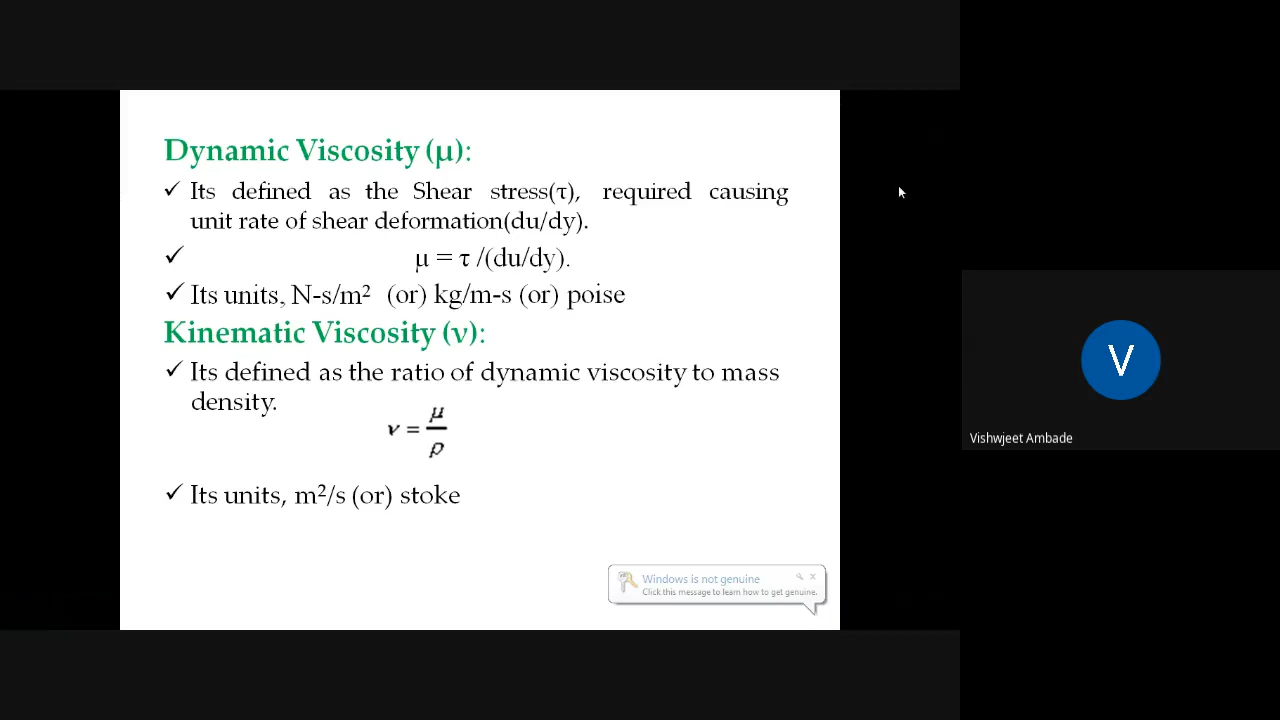 Dynamic Viscosity (μ):
✓ Its defined as the Shear stress(τ), required causing
unit rate of shear deformation(du/dy).
✓ μ = τ /(du/dy).
✓ Its units, N-s/m² (or) kg/m-s (or) poise
Kinematic Viscosity (ν):
✓ Its defined as the ratio of dynamic viscosity to mass
density.
ν = μ/ρ
✓ Its units, m²/s (or) stoke
Windows is not genuine
Click this message to learn how to get genuine.
V
Vishwjeet Ambade